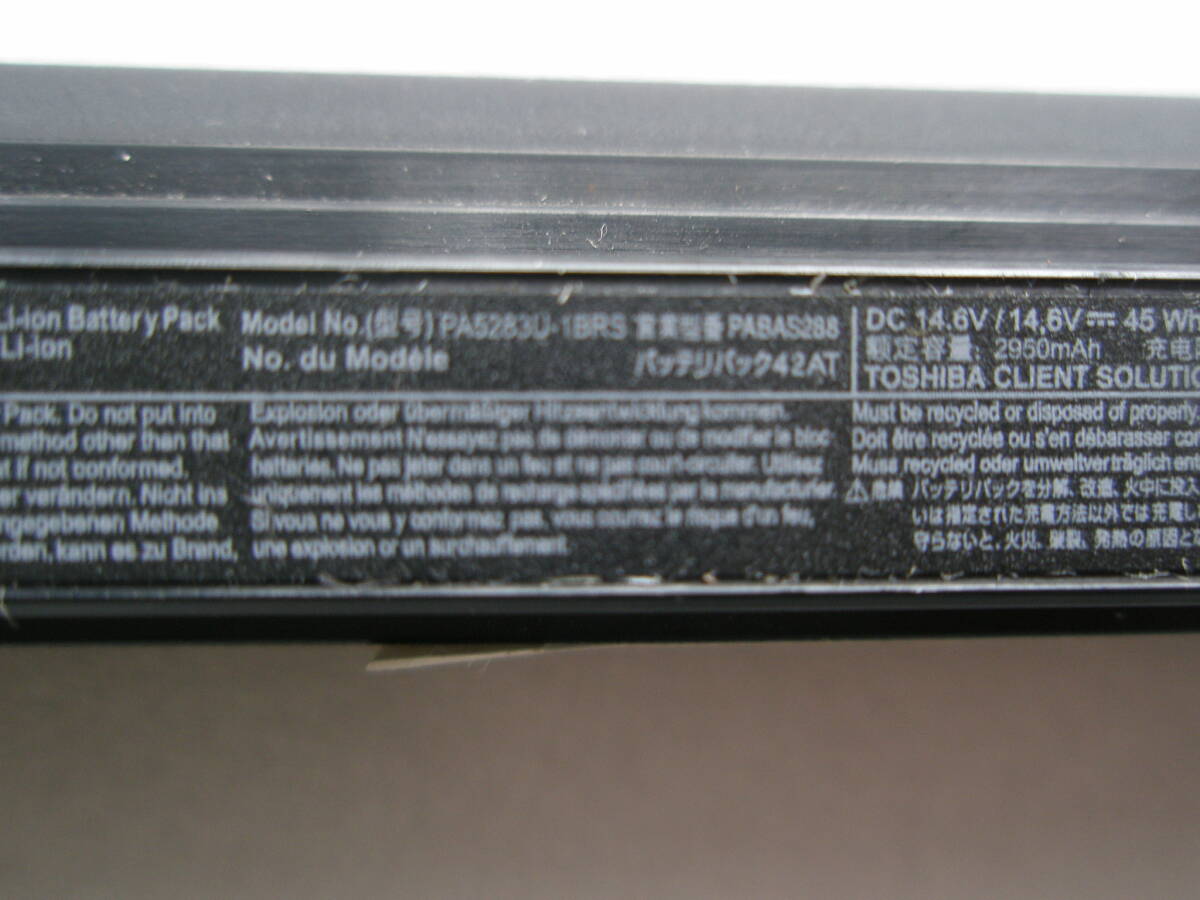 Li-ion Battery Pack
Li-ion
Model No.(型号) PA5283U-1BRS 営業型番 PABAS288
No. du Modèle バッテリパック42AT
DC 14.6V / 14,6V 45 Wh
額定容量: 2950mAh 充電
TOSHIBA CLIENT SOLUTIO
Pack. Do not put into
method other than that
if not conformed.
er verändern. Nicht ins
angegebenen Methode
rden, kann es zu Brand,
Explosion oder übermäßiger Hitzeentwicklung kommen.
Avertissement N'essayez pas de démonter ou de modifier le bloc
batteries. Ne pas jeter dans un feu et ne pas court-circuiter. Utilisez
uniquement les méthodes de recharge spécifiées par le manufacturier.
Si vous ne vous y conformez pas, vous courrez le risque d'un feu,
une explosion or un surchauffement.
Must be recycled or disposed of properly
Doit être recyclée ou s'en débarasser con
Muss recycled oder umweltverträglich ent
⚠危険 バッテリパックを分解、改造、火中に投入
いは指定された充電方法以外では充電し
守らないと、火災、破裂、発熱の原因とな